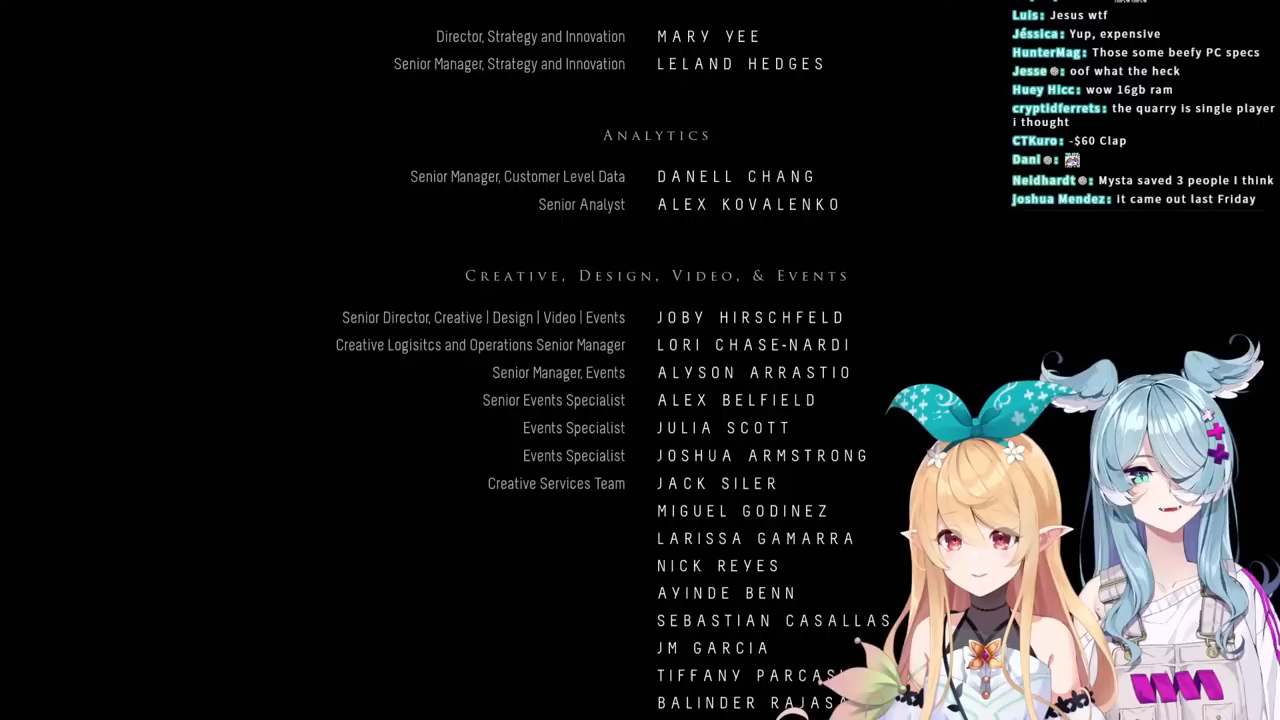 Director, Strategy and Innovation MARY YEE
Senior Manager, Strategy and Innovation LELAND HEDGES
ANALYTICS
Senior Manager, Customer Level Data DANELL CHANG
Senior Analyst ALEX KOVALENKO
CREATIVE, DESIGN, VIDEO, & EVENTS
Senior Director, Creative | Design | Video | Events JOBY HIRSCHFELD
Creative Logisitcs and Operations Senior Manager LORI CHASE-NARDI
Senior Manager, Events ALYSON ARRASTIO
Senior Events Specialist ALEX BELFIELD
Events Specialist JULIA SCOTT
Events Specialist JOSHUA ARMSTRONG
Creative Services Team JACK SILER
MIGUEL GODINEZ
LARISSA GAMARRA
NICK REYES
AYINDE BENN
SEBASTIAN CASALLAS
JM GARCIA
TIFFANY
BALINDER
Luis: Jesus wtf
Jéssica: Yup, expensive
HunterMag: Those some beefy PC specs
Jesse: oof what the heck
Huey Hicc: wow 16gb ram
cryptidferrets: the quarry is single player
i thought
CTKuro: -$60 Clap
Dani:
Neidhardt: Mysta saved 3 people I think
Joshua Mendez: it came out last Friday